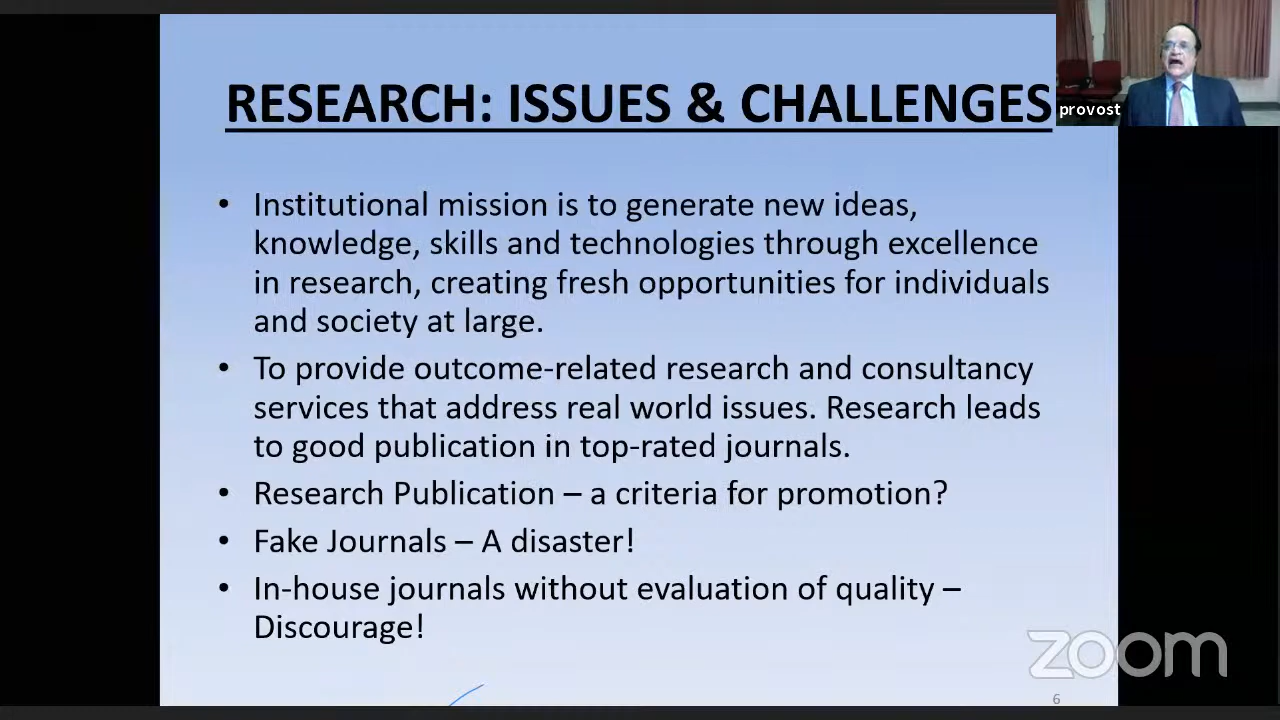 RESEARCH: ISSUES & CHALLENGES
provost
• Institutional mission is to generate new ideas,
knowledge, skills and technologies through excellence
in research, creating fresh opportunities for individuals
and society at large.
• To provide outcome-related research and consultancy
services that address real world issues. Research leads
to good publication in top-rated journals.
• Research Publication – a criteria for promotion?
• Fake Journals – A disaster!
• In-house journals without evaluation of quality –
Discourage!
zoom
6